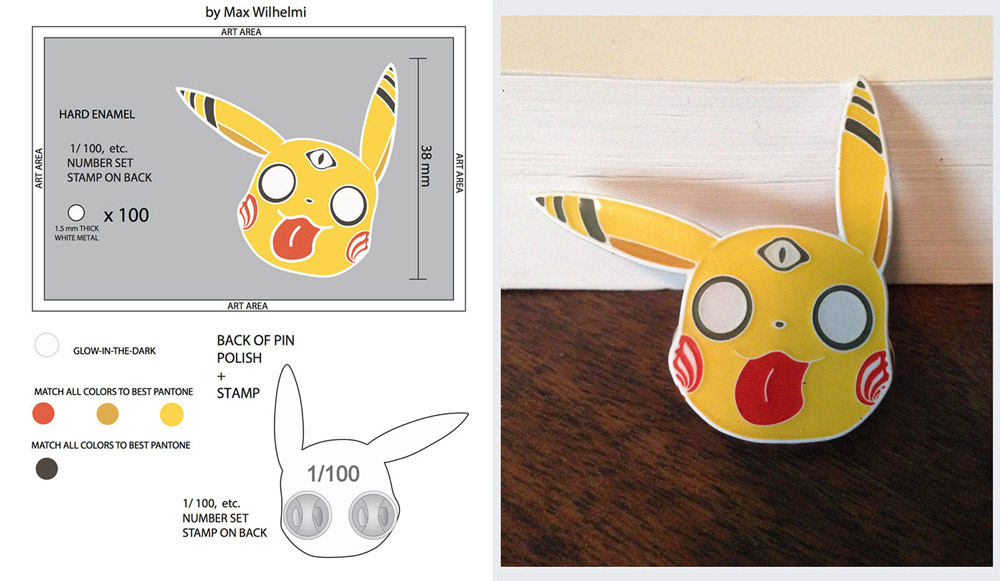 by Max Wilhelmi
ART AREA
ART AREA
HARD ENAMEL
1/ 100, etc.
NUMBER SET
STAMP ON BACK
x 100
1.5 mm THICK
WHITE METAL
38 mm
ART AREA
ART AREA
GLOW-IN-THE-DARK
MATCH ALL COLORS TO BEST PANTONE
MATCH ALL COLORS TO BEST PANTONE
BACK OF PIN
POLISH
+
STAMP
1/100
1/ 100, etc.
NUMBER SET
STAMP ON BACK